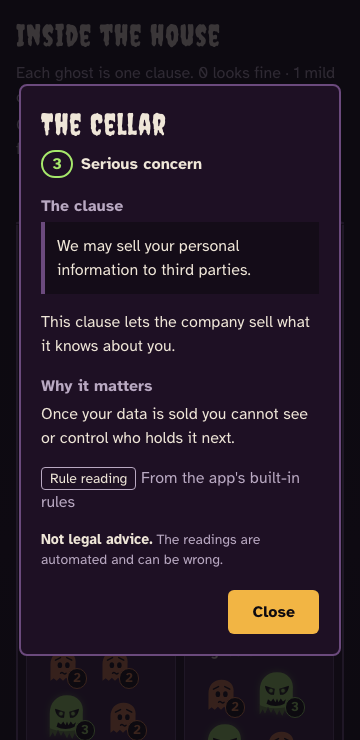 INSIDE THE HOUSE
Each ghost is one clause. 0 looks fine · 1 mild
THE CELLAR
3 Serious concern
The clause
We may sell your personal
information to third parties.
This clause lets the company sell what
it knows about you.
Why it matters
Once your data is sold you cannot see
or control who holds it next.
Rule reading From the app's built-in
rules
Not legal advice. The readings are
automated and can be wrong.
Close
2 2 2 3
3 2